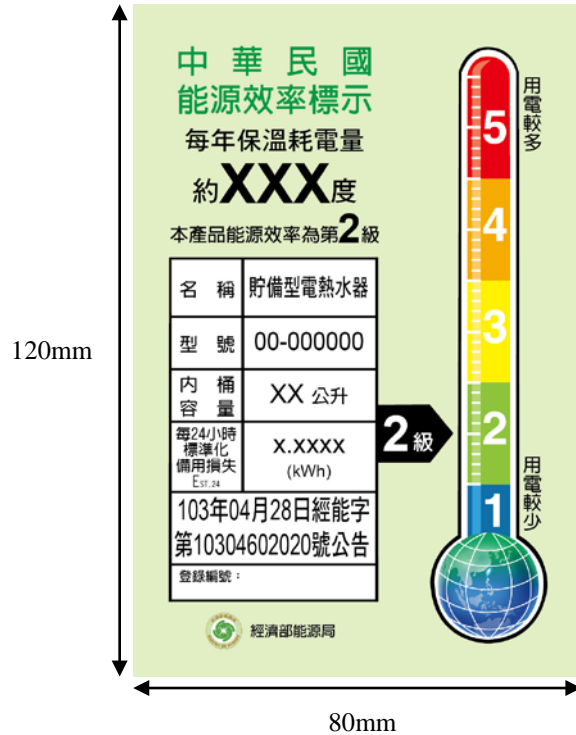 中華民國
能源效率標示
每年保溫耗電量
約XXX度
本產品能源效率為第2級
名稱 貯備型電熱水器
型號 00-000000
內桶容量 XX 公升
每24小時
標準化
備用損失
EST.24
X.XXXX
(kWh)
103年04月28日經能字
第10304602020號公告
登錄編號：
經濟部能源局
2級
用電較多
5
4
3
2
1
用電較少
120mm
80mm